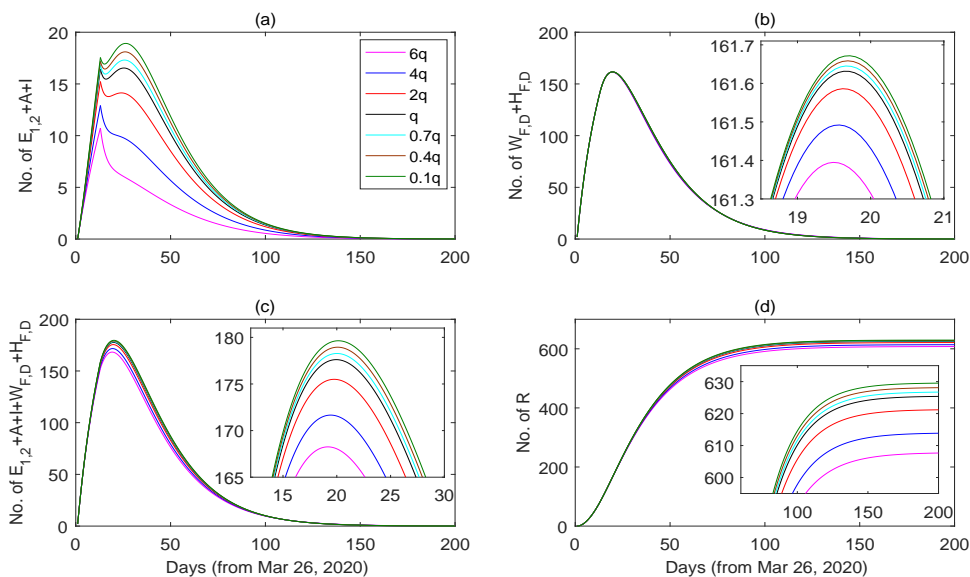 (a)
No. of E1,2+A+I
20
15
10
5
0
0 50 100 150 200
6q
4q
2q
q
0.7q
0.4q
0.1q
(b)
No. of WF,D+HF,D
200
150
100
50
0
0 50 100 150 200
161.7
161.6
161.5
161.4
161.3
19 20 21
(c)
No. of E1,2+A+I+WF,D+HF,D
200
150
100
50
0
0 50 100 150 200
Days (from Mar 26, 2020)
180
175
170
165
15 20 25 30
(d)
No. of R
600
400
200
0
0 50 100 150 200
Days (from Mar 26, 2020)
630
620
610
600
100 150 200